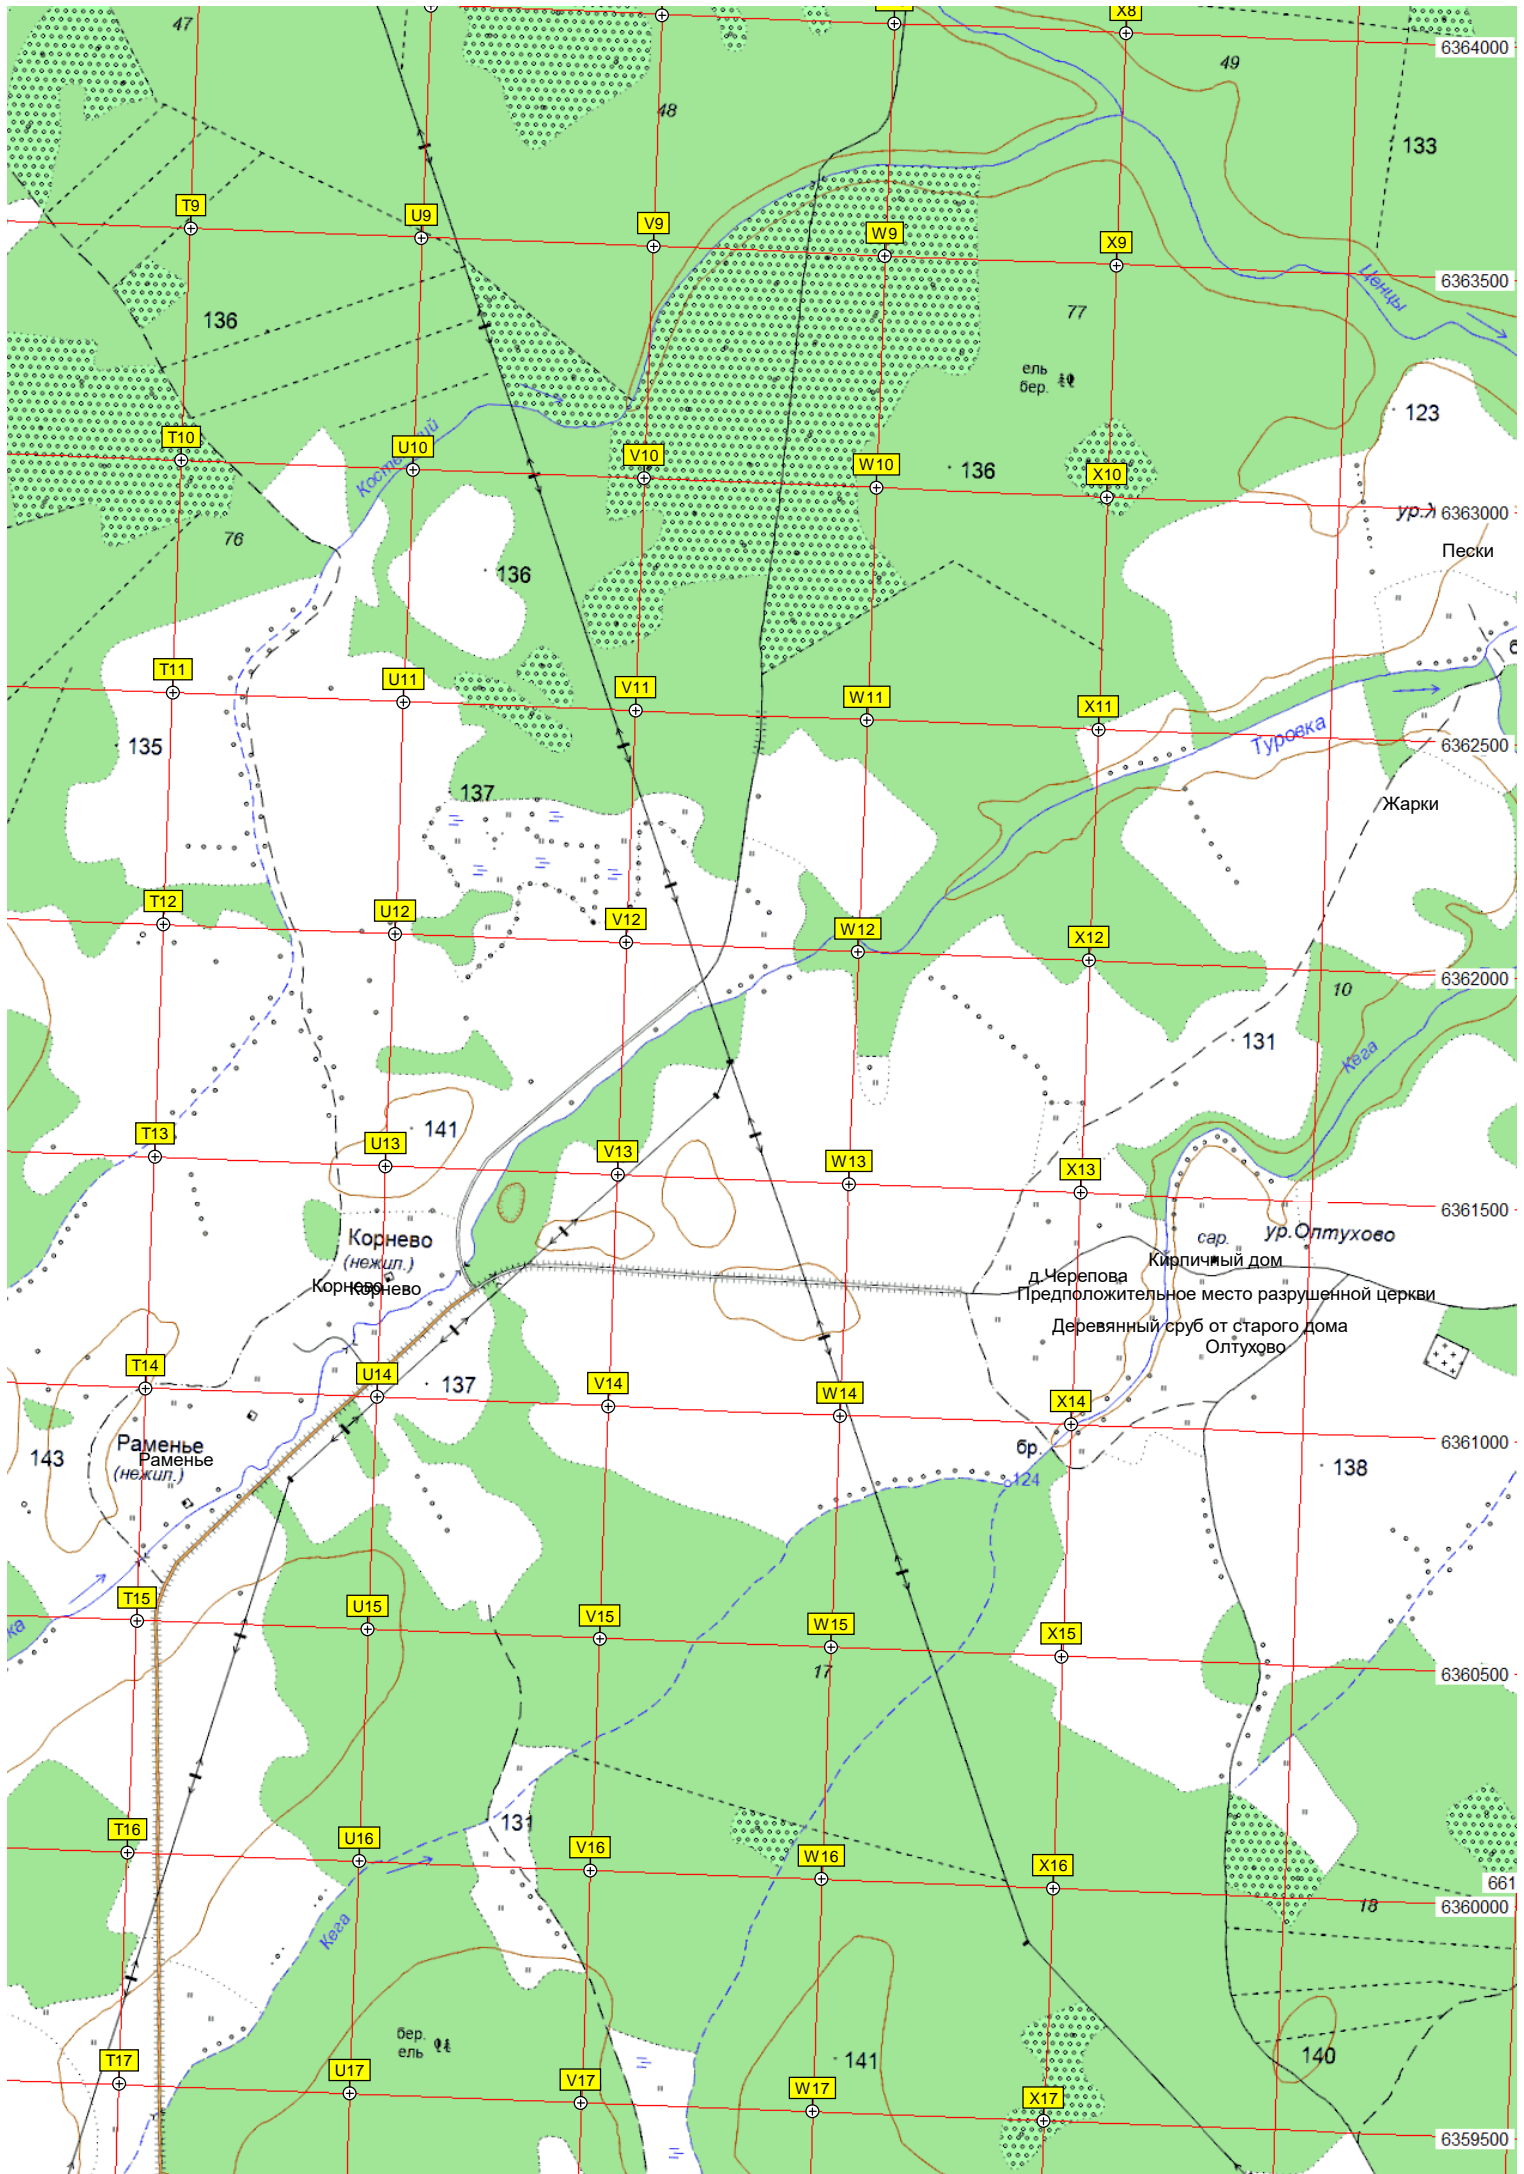 47
X8
6364000
49
48
133
T9
U9
V9
W9
X9
6363500
Ценцы
136
77
ель
бер.
123
T10
U10
V10
W10
136
X10
6363000
76
136
Пески
T11
U11
V11
W11
X11
Туровка
6362500
135
137
Жарки
T12
U12
V12
W12
X12
6362000
10
131
Кега
T13
U13
141
V13
W13
X13
6361500
Корнево
(нежил.)
Корнево
Корнево
сар.
ур.Олтухово
Кирпичный дом
д.Черепова
Предположительное место разрушенной церкви
Деревянный сруб от старого дома
Олтухово
T14
U14
137
V14
W14
X14
6361000
Раменье
(нежил.)
Раменье
143
бр.
124
138
T15
U15
V15
W15
X15
17
6360500
T16
131
U16
V16
W16
X16
661
18
6360000
Кега
бер.
ель
141
140
T17
U17
V17
W17
X17
6359500